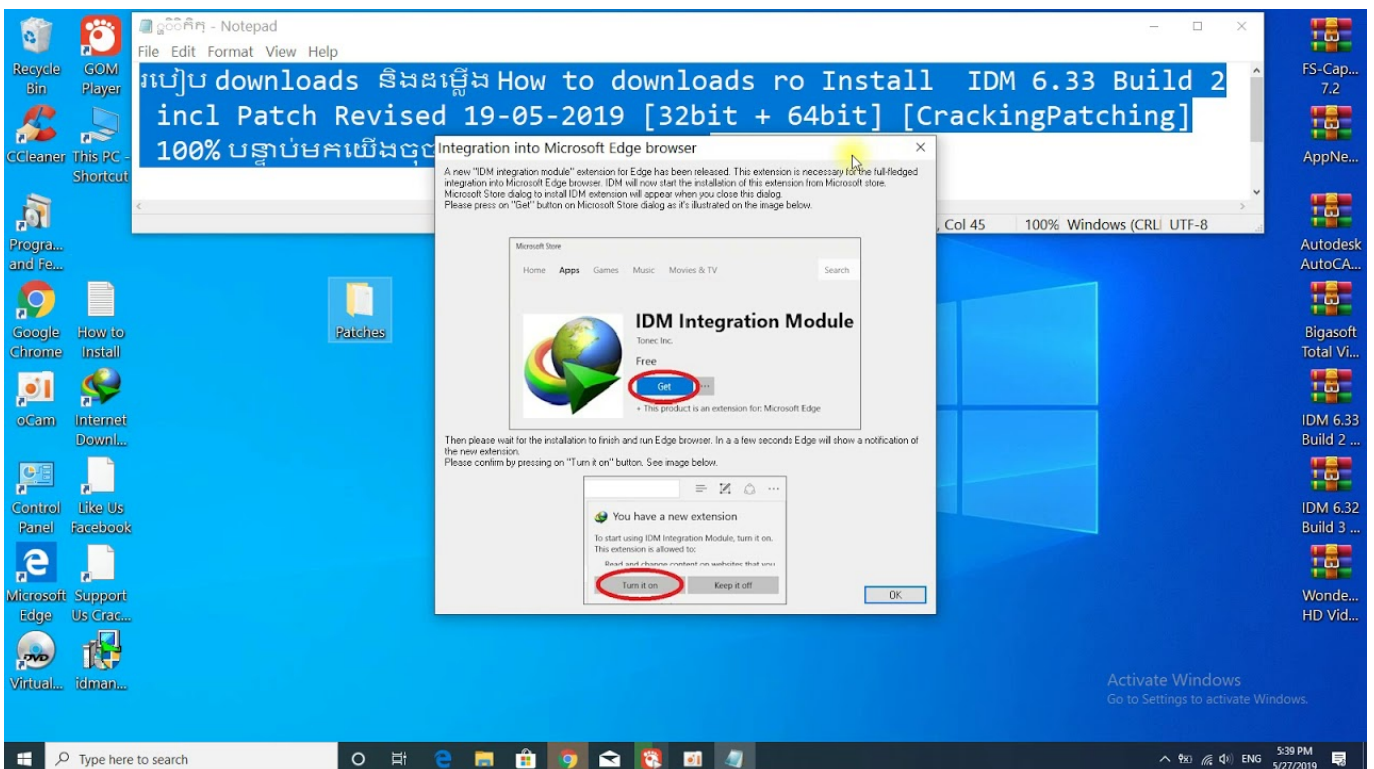 Recycle
Bin
GOM
Player
CCleaner
This PC -
Shortcut
Progra...
and Fe...
Google
Chrome
How to
Install
oCam
Internet
Downl...
Control
Panel
Like Us
Facebook
Microsoft
Edge
Support
Us Crac...
Virtual...
idman...
Patches
- Notepad
File Edit Format View Help
របៀប downloads និងដម្លើង How to downloads ro Install IDM 6.33 Build 2
incl Patch Revised 19-05-2019 [32bit + 64bit] [CrackingPatching]
100% បន្ទាប់មកយើងចុច
, Col 45 100% Windows (CRL UTF-8
Integration into Microsoft Edge browser
A new "IDM integration module" extension for Edge has been released. This extension is necessary for the full-fledged
integration into Microsoft Edge browser. IDM will now start the installation of this extension from Microsoft store.
Microsoft Store dialog to install IDM extension will appear when you close this dialog.
Please press on "Get" button on Microsoft Store dialog as it's illustrated on the image below.
Microsoft Store
Home Apps Games Music Movies & TV Search
IDM Integration Module
Tonec Inc.
Free
Get ...
+ This product is an extension for: Microsoft Edge
Then please wait for the installation to finish and run Edge browser. In a a few seconds Edge will show a notification of
the new extension.
Please confirm by pressing on "Turn it on" button. See image below.
You have a new extension
To start using IDM Integration Module, turn it on.
This extension is allowed to:
Read and change content on websites that you
Turn it on Keep it off
OK
FS-Cap...
7.2
AppNe...
Autodesk
AutoCA...
Bigasoft
Total Vi...
IDM 6.33
Build 2 ...
IDM 6.32
Build 3 ...
Wonde...
HD Vid...
Activate Windows
Go to Settings to activate Windows.
Type here to search
ENG
5:39 PM
5/27/2019